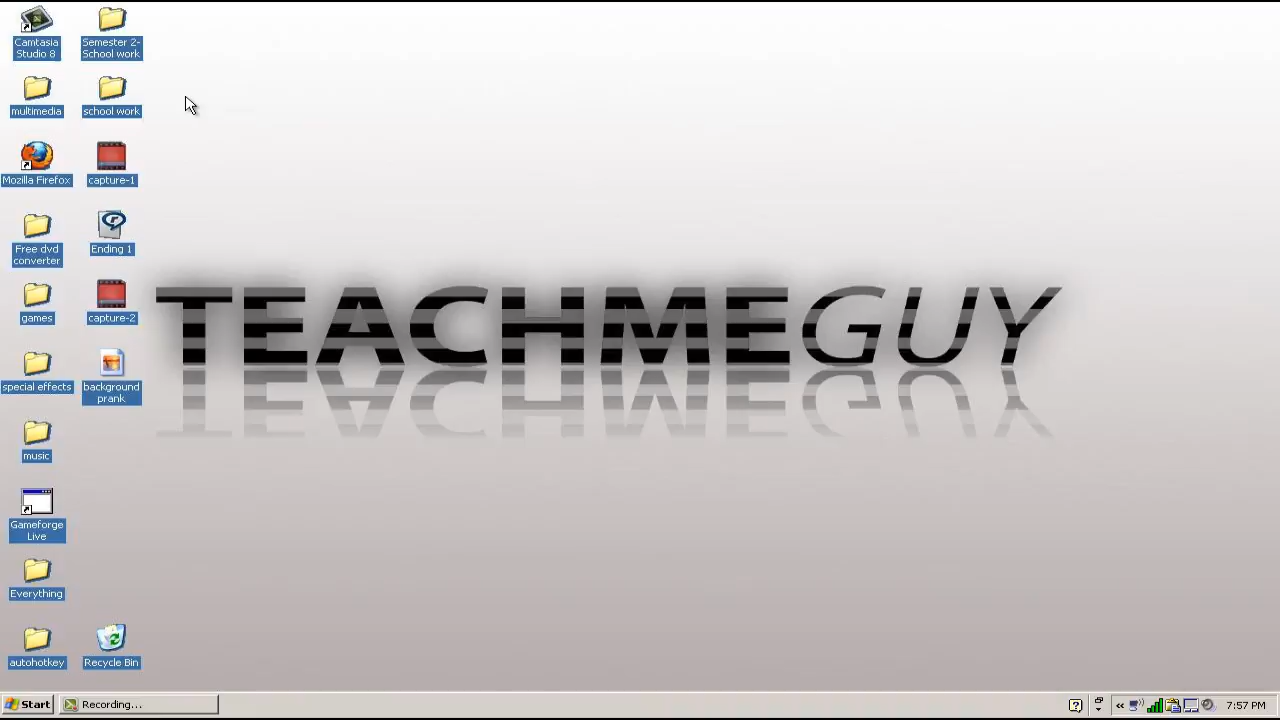 Camtasia
Studio 8
Semester 2-
School work
multimedia
school work
Mozilla Firefox
capture-1
Free dvd
converter
Ending 1
games
capture-2
special effects
background
prank
music
Gameforge
Live
Everything
autohotkey
Recycle Bin
TEACHMEGUY
Start
Recording...
7:57 PM